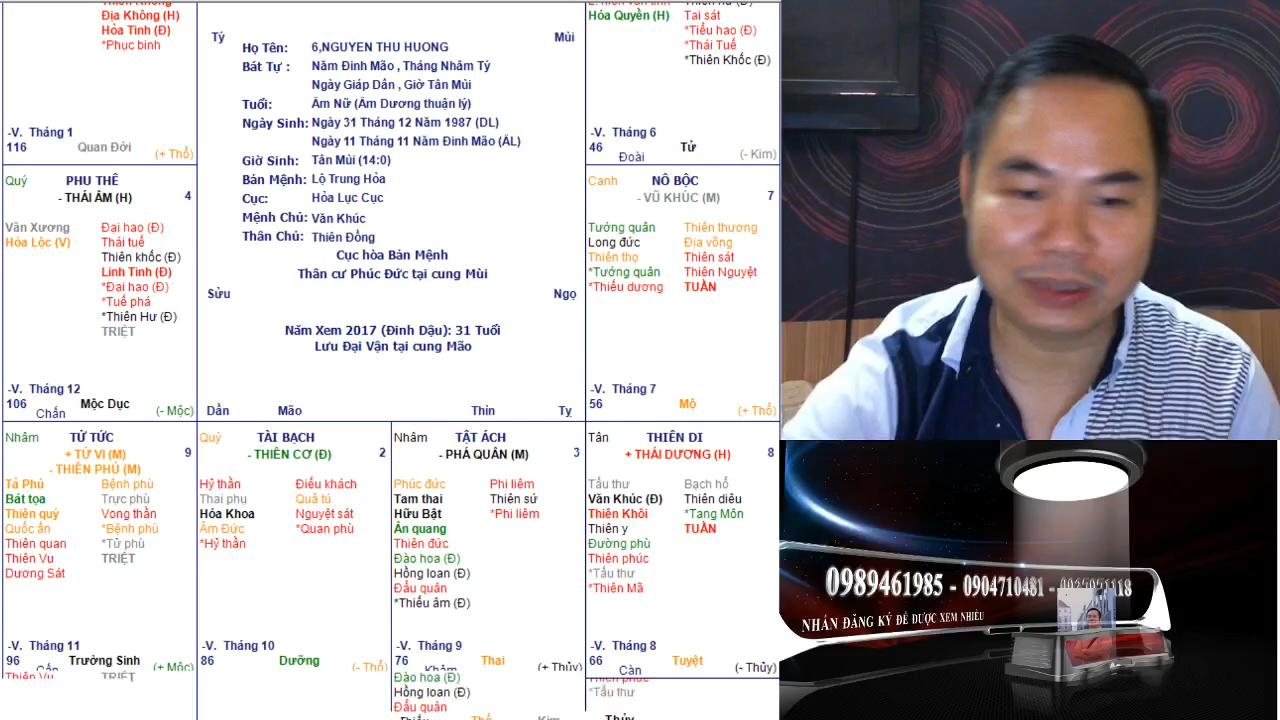 Địa Không (H)
Hỏa Tinh (Đ)
*Phục binh
-V. Tháng 1
116
Quan Đới
(+ Thổ)
Tý
Mùi
Họ Tên: 6,NGUYEN THU HUONG
Bát Tự : Năm Đinh Mão , Tháng Nhâm Tý
Ngày Giáp Dần , Giờ Tân Mùi
Tuổi: Âm Nữ (Âm Dương thuận lý)
Ngày Sinh: Ngày 31 Tháng 12 Năm 1987 (DL)
Ngày 11 Tháng 11 Năm Đinh Mão (ÂL)
Giờ Sinh: Tân Mùi (14:0)
Bản Mệnh: Lộ Trung Hỏa
Cục: Hỏa Lục Cục
Mệnh Chủ: Văn Khúc
Thân Chủ: Thiên Đồng
Cục hòa Bản Mệnh
Thân cư Phúc Đức tại cung Mùi
Sửu
Ngọ
Năm Xem 2017 (Đinh Dậu): 31 Tuổi
Lưu Đại Vận tại cung Mão
Dần Mão Thìn Tỵ
Hóa Quyền (H)
Tai sát
*Tiểu hao (Đ)
*Thái Tuế
*Thiên Khốc (Đ)
-V. Tháng 6
46
Đoài
Tử
(- Kim)
Quý PHU THÊ
- THÁI ÂM (H) 4
Văn Xương
Hóa Lộc (V)
Đại hao (Đ)
Thái tuế
Thiên khốc (Đ)
Linh Tinh (Đ)
*Đại hao (Đ)
*Tuế phá
*Thiên Hư (Đ)
TRIỆT
-V. Tháng 12
106
Chấn
Mộc Dục
(- Mộc)
Canh NÔ BỘC
- VŨ KHÚC (M) 7
Tướng quân
Long đức
Thiên thọ
*Tướng quân
*Thiếu dương
Thiên thương
Địa võng
Thiên sát
Thiên Nguyệt
TUẦN
-V. Tháng 7
56
Mộ
(+ Thổ)
Nhâm TỬ TỨC
+ TỬ VI (M) 9
- THIÊN PHỦ (M)
Tả Phù
Bát tọa
Thiên quý
Quốc ấn
Thiên quan
Thiên Vu
Dương Sát
Bệnh phù
Trực phù
Vong thần
*Bệnh phù
*Tử phù
TRIỆT
-V. Tháng 11
96
Cấn
Trường Sinh
(+ Mộc)
Quý TÀI BẠCH
- THIÊN CƠ (Đ) 2
Hỷ thần
Thai phụ
Hóa Khoa
Âm Đức
*Hỷ thần
Điếu khách
Quả tú
Nguyệt sát
*Quan phù
-V. Tháng 10
86
Dưỡng
(- Thổ)
Nhâm TẬT ÁCH
- PHÁ QUÂN (M) 3
Phúc đức
Tam thai
Hữu Bật
Ân quang
Thiên đức
Đào hoa (Đ)
Hồng loan (Đ)
Đẩu quân
*Thiếu âm (Đ)
Phi liêm
Thiên sứ
*Phi liêm
-V. Tháng 9
76
Khảm
Thai
(+ Thủy)
Tân THIÊN DI
+ THÁI DƯƠNG (H) 8
Tấu thư
Văn Khúc (Đ)
Thiên Khôi
Thiên y
Đường phù
Thiên phúc
*Tấu thư
*Thiên Mã
Bạch hổ
Thiên diêu
*Tang Môn
TUẦN
-V. Tháng 8
66
Càn
Tuyệt
(- Thủy)
Thiên Vu
TRIỆT
Đào hoa (Đ)
Hồng loan (Đ)
Đẩu quân
*Tấu thư
0989461985 - 0904710481 -
NHẤN ĐĂNG KÝ ĐỂ ĐƯỢC XEM NHIỀU